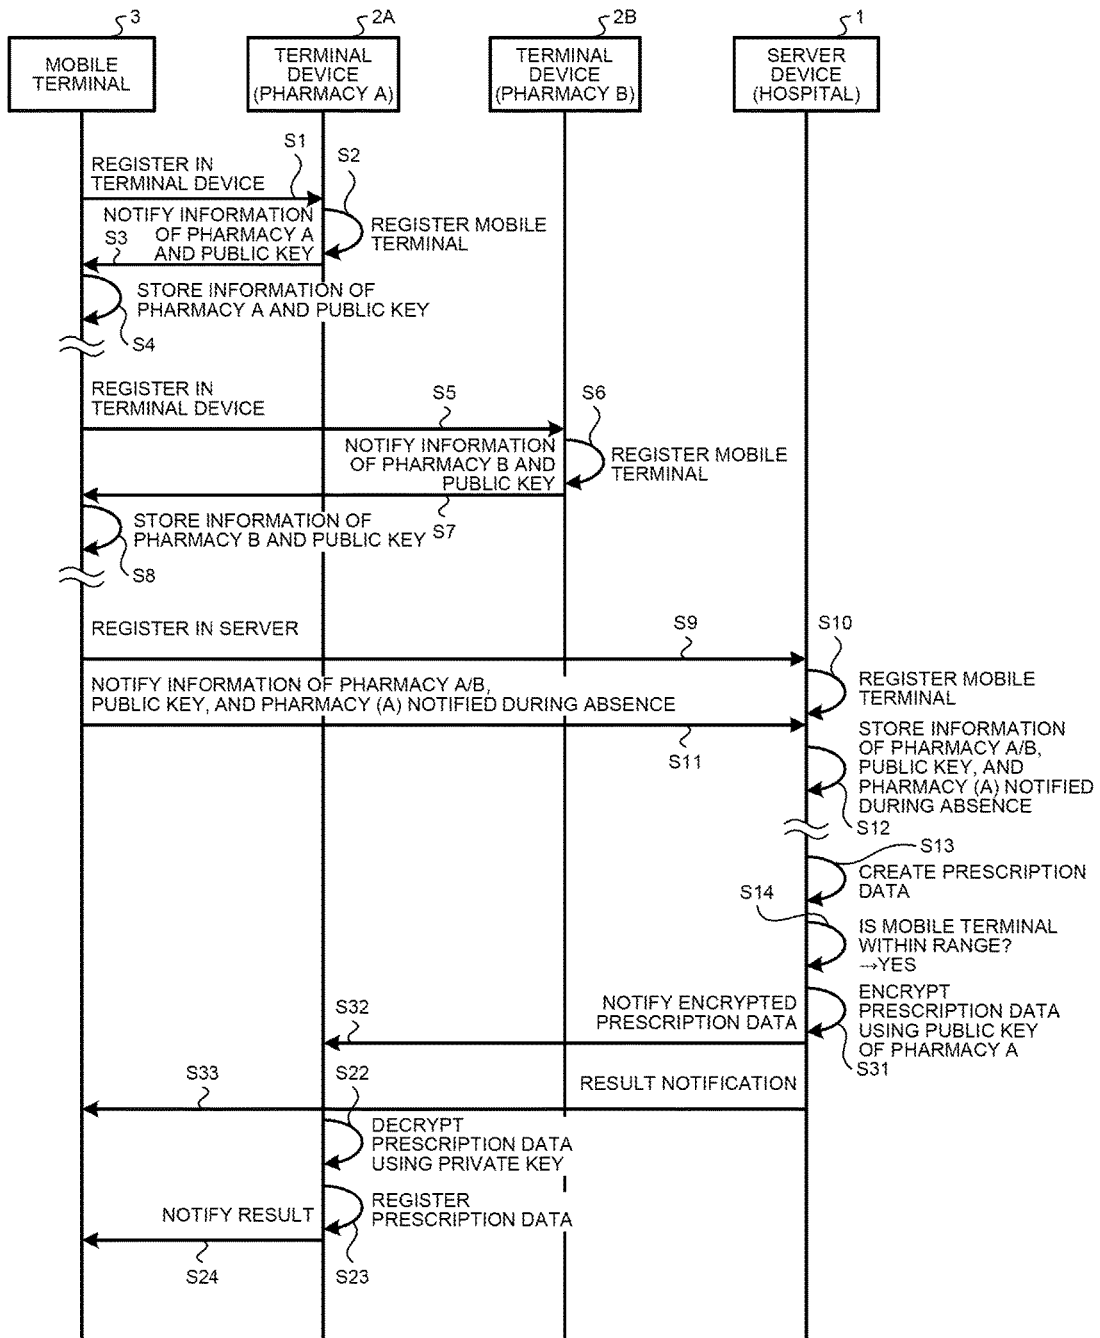 3
2A
2B
1
MOBILE
TERMINAL
TERMINAL
DEVICE
(PHARMACY A)
TERMINAL
DEVICE
(PHARMACY B)
SERVER
DEVICE
(HOSPITAL)
S1
S2
REGISTER IN
TERMINAL DEVICE
NOTIFY INFORMATION
OF PHARMACY A
AND PUBLIC KEY
S3
REGISTER MOBILE
TERMINAL
STORE INFORMATION OF
PHARMACY A AND PUBLIC KEY
S4
REGISTER IN
TERMINAL DEVICE
S5
S6
NOTIFY INFORMATION
OF PHARMACY B AND
PUBLIC KEY
REGISTER MOBILE
TERMINAL
S7
STORE INFORMATION OF
PHARMACY B AND PUBLIC KEY
S8
REGISTER IN SERVER
S9
S10
REGISTER MOBILE
TERMINAL
NOTIFY INFORMATION OF PHARMACY A/B,
PUBLIC KEY, AND PHARMACY (A) NOTIFIED DURING ABSENCE
S11
STORE INFORMATION
OF PHARMACY A/B,
PUBLIC KEY, AND
PHARMACY (A) NOTIFIED
DURING ABSENCE
S12
S13
CREATE PRESCRIPTION
DATA
S14
IS MOBILE TERMINAL
WITHIN RANGE?
→YES
ENCRYPT
PRESCRIPTION DATA
USING PUBLIC KEY
OF PHARMACY A
S31
NOTIFY ENCRYPTED
PRESCRIPTION DATA
S32
RESULT NOTIFICATION
S33
S22
DECRYPT
PRESCRIPTION DATA
USING PRIVATE KEY
REGISTER
PRESCRIPTION DATA
S23
NOTIFY RESULT
S24